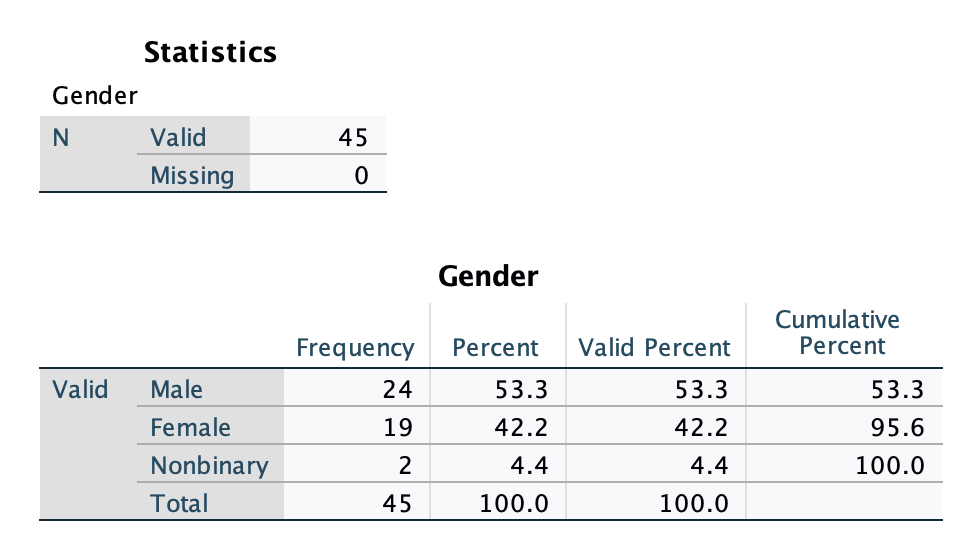 Statistics
Gender
N Valid 45
Missing 0
Gender
Frequency Percent Valid Percent Cumulative Percent
Valid Male 24 53.3 53.3 53.3
Female 19 42.2 42.2 95.6
Nonbinary 2 4.4 4.4 100.0
Total 45 100.0 100.0